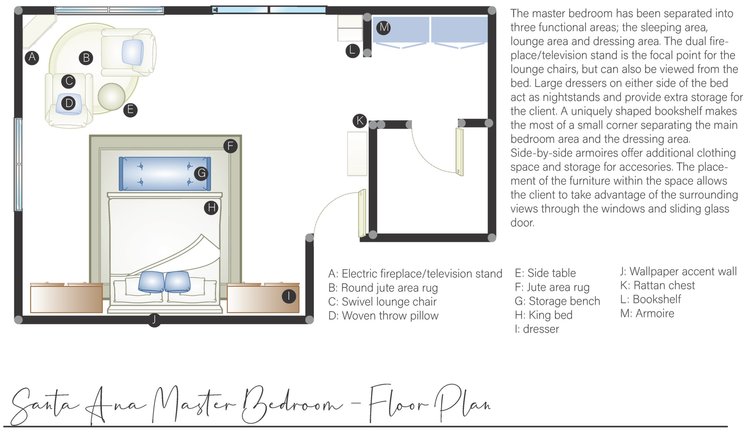 The master bedroom has been separated into
three functional areas; the sleeping area,
lounge area and dressing area. The dual fire-
place/television stand is the focal point for the
lounge chairs, but can also be viewed from the
bed. Large dressers on either side of the bed
act as nightstands and provide extra storage for
the client. A uniquely shaped bookshelf makes
the most of a small corner separating the main
bedroom area and the dressing area.
Side-by-side armoires offer additional clothing
space and storage for accesories. The place-
ment of the furniture within the space allows
the client to take advantage of the surrounding
views through the windows and sliding glass
door.
A
B
C
D
E
F
G
H
I
J
K
L
M
A: Electric fireplace/television stand
B: Round jute area rug
C: Swivel lounge chair
D: Woven throw pillow
E: Side table
F: Jute area rug
G: Storage bench
H: King bed
I: dresser
J: Wallpaper accent wall
K: Rattan chest
L: Bookshelf
M: Armoire
Santa Ana Master Bedroom – Floor Plan